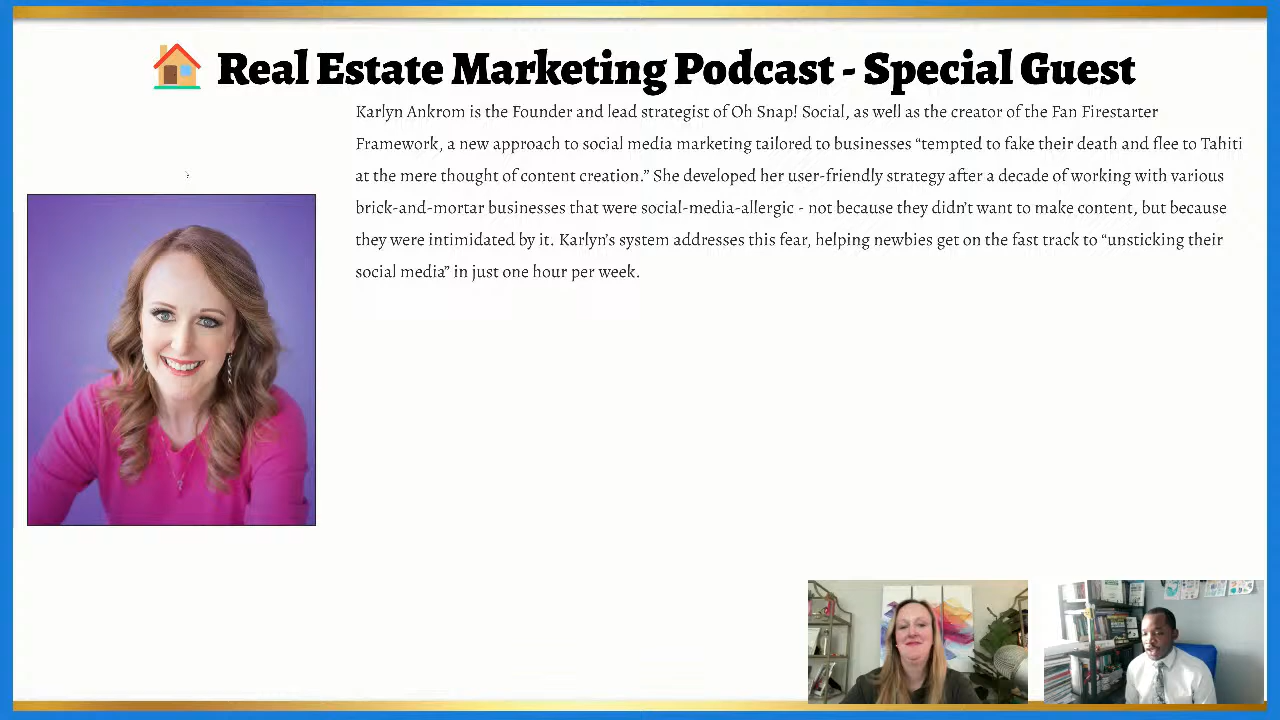 Real Estate Marketing Podcast - Special Guest
Karlyn Ankrom is the Founder and lead strategist of Oh Snap! Social, as well as the creator of the Fan Firestarter
Framework, a new approach to social media marketing tailored to businesses “tempted to fake their death and flee to Tahiti
at the mere thought of content creation.” She developed her user-friendly strategy after a decade of working with various
brick-and-mortar businesses that were social-media-allergic - not because they didn’t want to make content, but because
they were intimidated by it. Karlyn’s system addresses this fear, helping newbies get on the fast track to “unsticking their
social media” in just one hour per week.